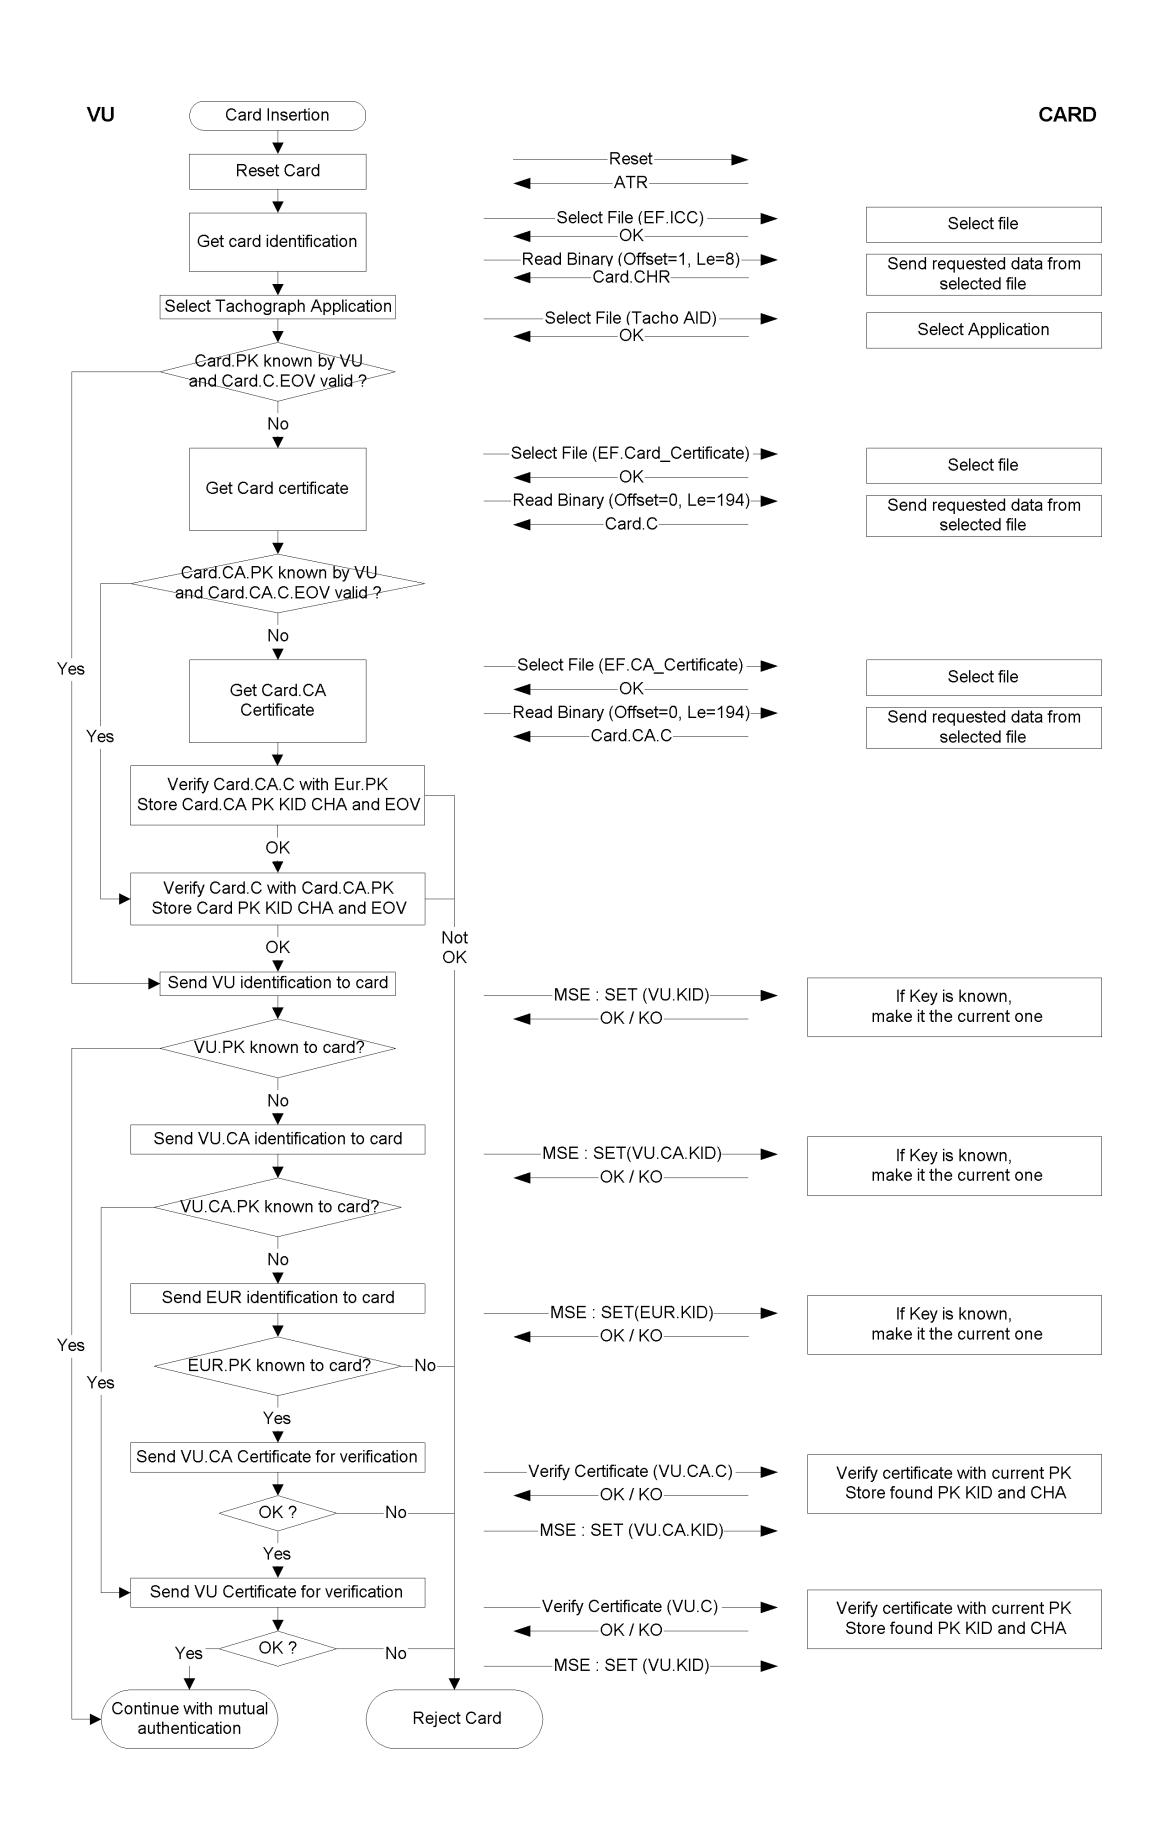 VU
Card Insertion
CARD
Reset Card
Reset
ATR
Get card identification
Select File (EF.ICC)
OK
Select file
Read Binary (Offset=1, Le=8)
Card.CHR
Send requested data from
selected file
Select Tachograph Application
Select File (Tacho AID)
OK
Select Application
Card.PK known by VU
and Card.C.EOV valid ?
No
Get Card certificate
Select File (EF.Card_Certificate)
OK
Select file
Read Binary (Offset=0, Le=194)
Card.C
Send requested data from
selected file
Card.CA.PK known by VU
and Card.CA.C.EOV valid ?
No
Yes
Get Card.CA
Certificate
Select File (EF.CA_Certificate)
OK
Select file
Read Binary (Offset=0, Le=194)
Card.CA.C
Send requested data from
selected file
Yes
Verify Card.CA.C with Eur.PK
Store Card.CA PK KID CHA and EOV
OK
Verify Card.C with Card.CA.PK
Store Card PK KID CHA and EOV
OK
Not
OK
Send VU identification to card
MSE : SET (VU.KID)
OK / KO
If Key is known,
make it the current one
VU.PK known to card?
No
Send VU.CA identification to card
MSE : SET(VU.CA.KID)
OK / KO
If Key is known,
make it the current one
VU.CA.PK known to card?
No
Send EUR identification to card
MSE : SET(EUR.KID)
OK / KO
If Key is known,
make it the current one
Yes
EUR.PK known to card?
No
Yes
Yes
Send VU.CA Certificate for verification
Verify Certificate (VU.CA.C)
OK / KO
Verify certificate with current PK
Store found PK KID and CHA
OK ?
No
MSE : SET (VU.CA.KID)
Yes
Send VU Certificate for verification
Verify Certificate (VU.C)
OK / KO
Verify certificate with current PK
Store found PK KID and CHA
OK ?
Yes
No
MSE : SET (VU.KID)
Continue with mutual
authentication
Reject Card